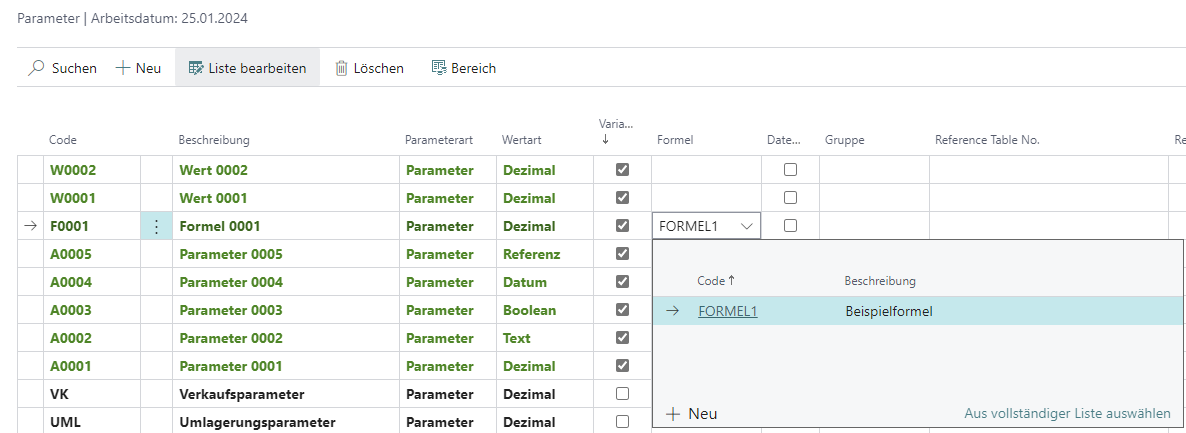 Parameter | Arbeitsdatum: 25.01.2024
Suchen Neu Liste bearbeiten Löschen Bereich
Code Beschreibung Parameterart Wertart Varia... ↓ Formel Date... Gruppe Reference Table No. Re
W0002 Wert 0002 Parameter Dezimal
W0001 Wert 0001 Parameter Dezimal
F0001 Formel 0001 Parameter Dezimal FORMEL1
A0005 Parameter 0005 Parameter Referenz
A0004 Parameter 0004 Parameter Datum
A0003 Parameter 0003 Parameter Boolean
A0002 Parameter 0002 Parameter Text
A0001 Parameter 0001 Parameter Dezimal
VK Verkaufsparameter Parameter Dezimal
UML Umlagerungsparameter Parameter Dezimal
Code ↑ Beschreibung
FORMEL1 Beispielformel
Neu Aus vollständiger Liste auswählen